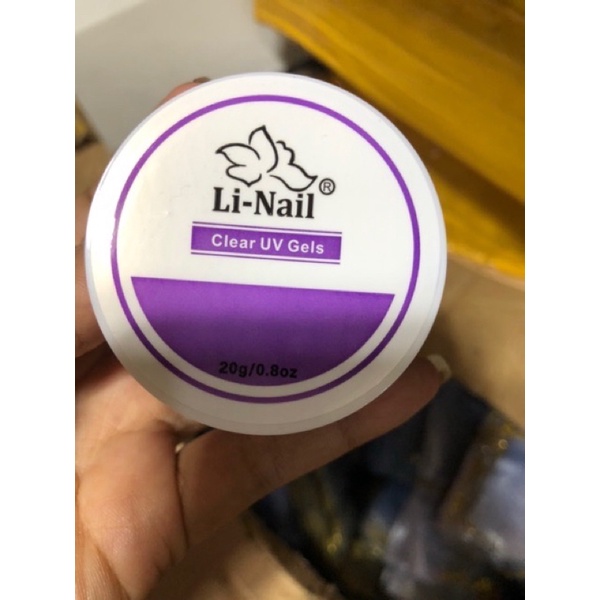 Li-Nail®
Clear UV Gels
20g/0.8oz